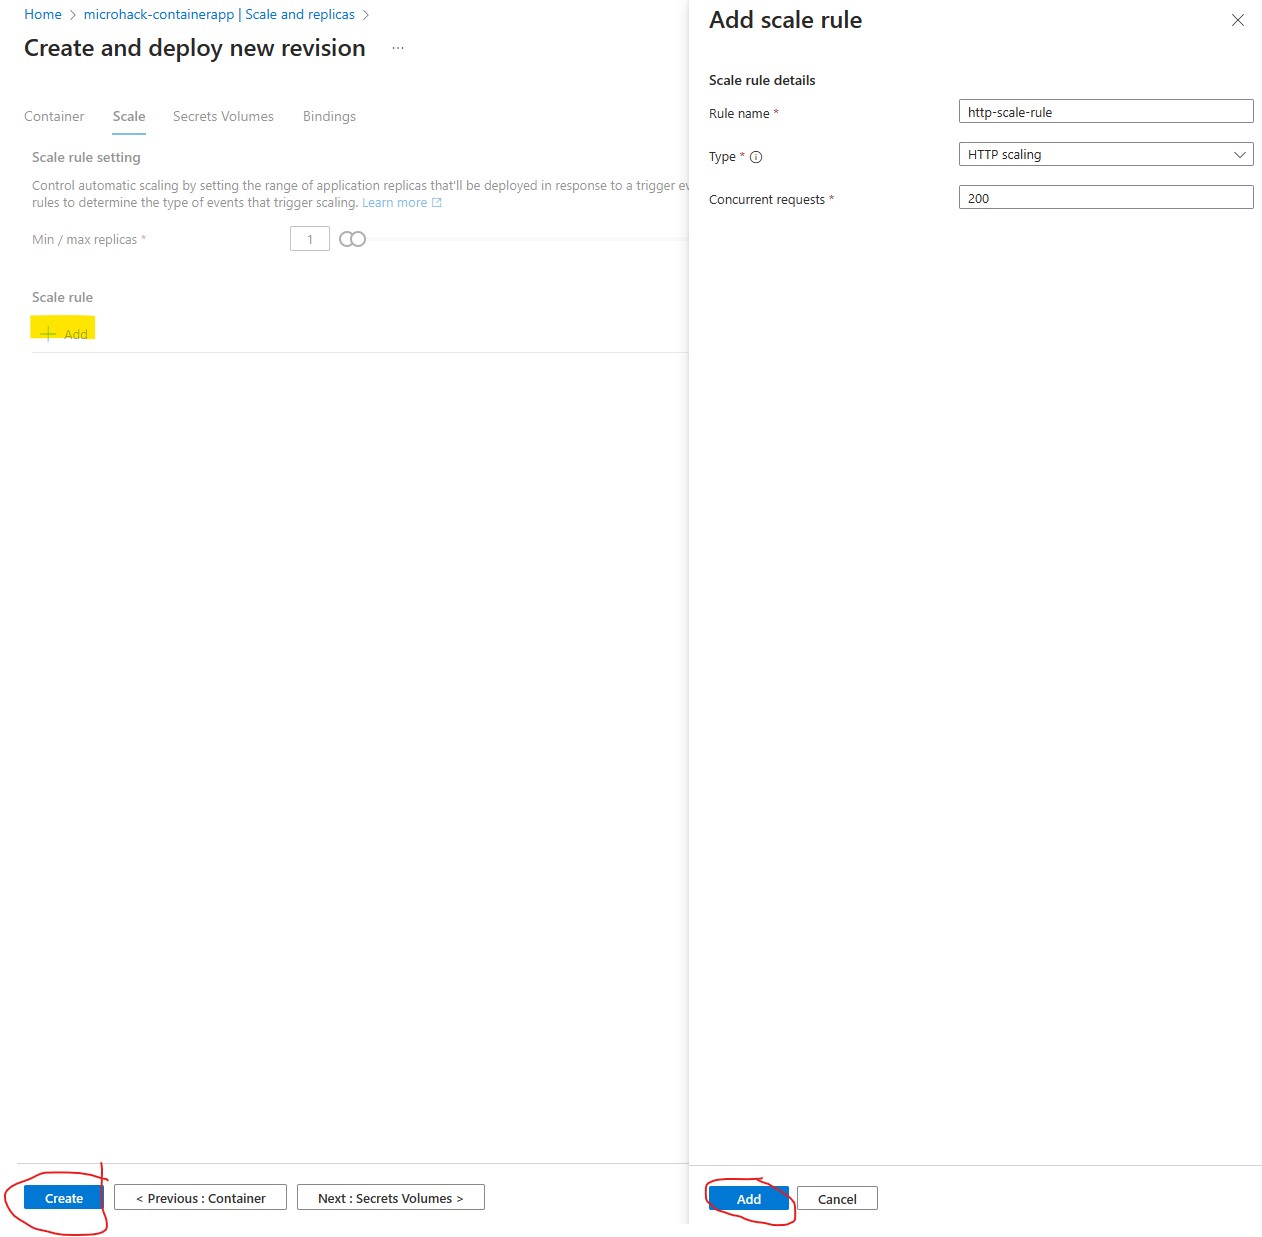 Home > microhack-containerapp | Scale and replicas >
Create and deploy new revision ...
Container Scale Secrets Volumes Bindings
Scale rule setting
Control automatic scaling by setting the range of application replicas that'll be deployed in response to a trigger
rules to determine the type of events that trigger scaling. Learn more
Min / max replicas * 1
Scale rule
+ Add
Create < Previous : Container Next : Secrets Volumes >
Add scale rule
Scale rule details
Rule name * http-scale-rule
Type * HTTP scaling
Concurrent requests * 200
Add Cancel